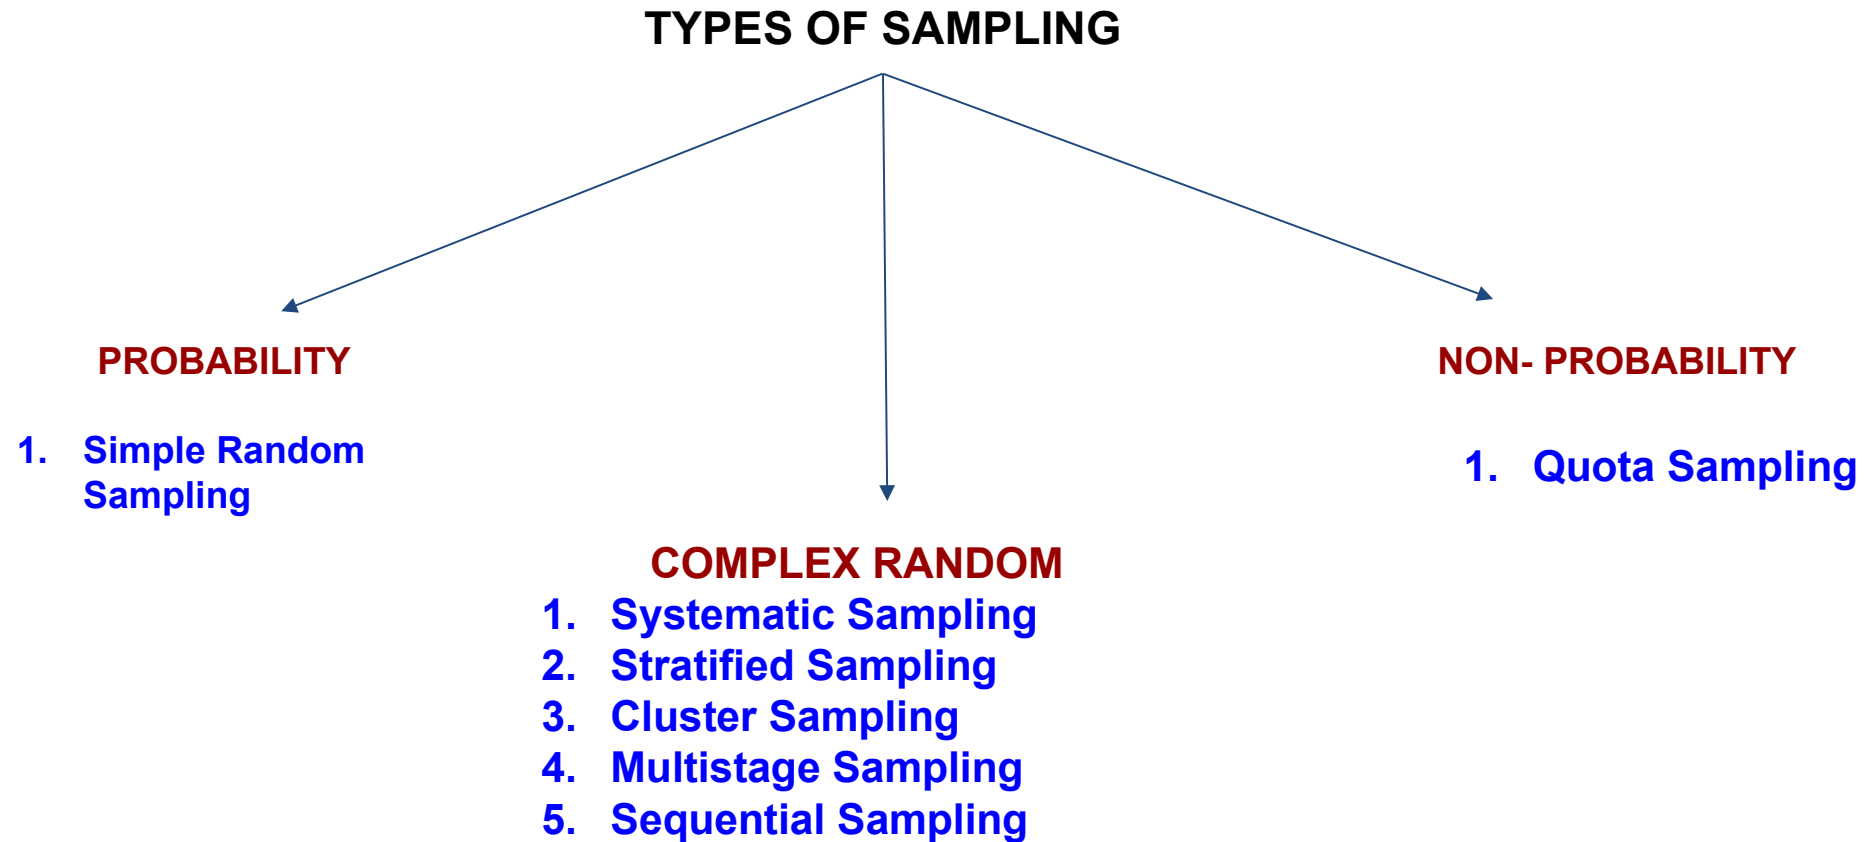 TYPES OF SAMPLING
PROBABILITY
1. Simple Random
Sampling
COMPLEX RANDOM
1. Systematic Sampling
2. Stratified Sampling
3. Cluster Sampling
4. Multistage Sampling
5. Sequential Sampling
NON- PROBABILITY
1. Quota Sampling